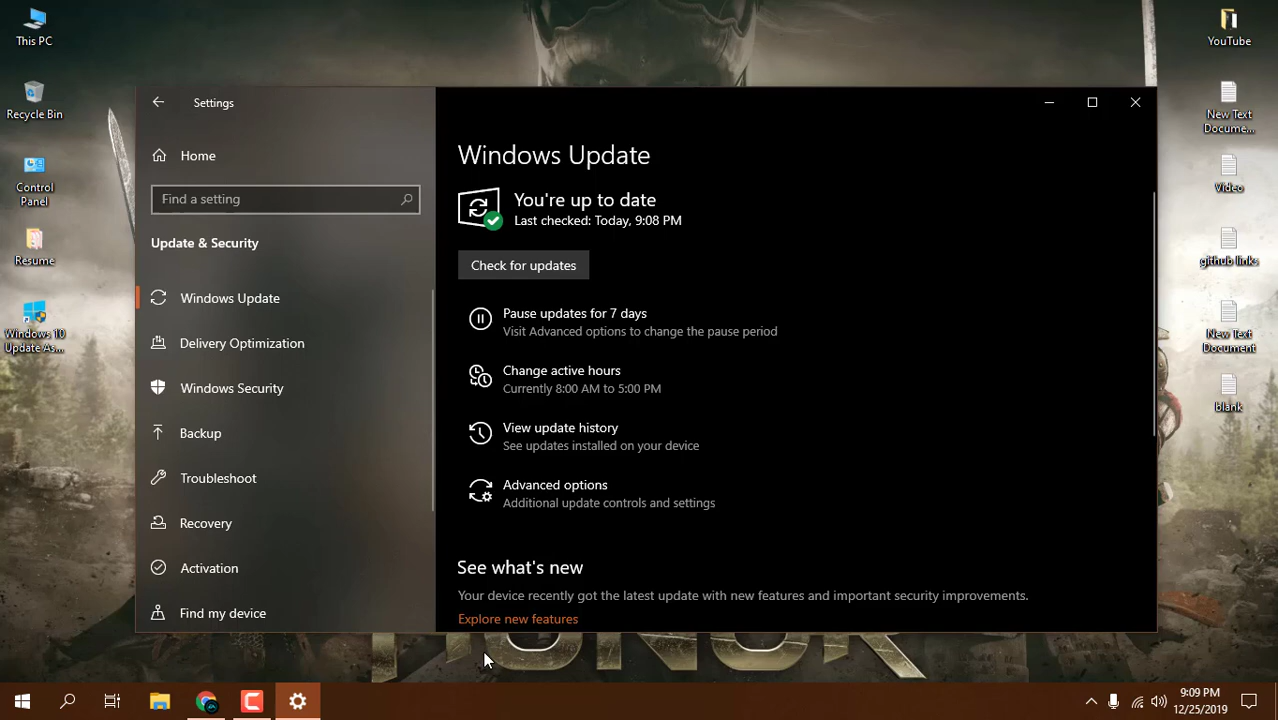 This PC
Recycle Bin
Control
Panel
Resume
Windows 10
Update As...
Settings
Home
Find a setting
Update & Security
Windows Update
Delivery Optimization
Windows Security
Backup
Troubleshoot
Recovery
Activation
Find my device
Windows Update
You're up to date
Last checked: Today, 9:08 PM
Check for updates
Pause updates for 7 days
Visit Advanced options to change the pause period
Change active hours
Currently 8:00 AM to 5:00 PM
View update history
See updates installed on your device
Advanced options
Additional update controls and settings
See what's new
Your device recently got the latest update with new features and important security improvements.
Explore new features
YouTube
New Text
Docume...
Video
github links
New Text
Document
blank
HONOR
9:09 PM
12/25/2019